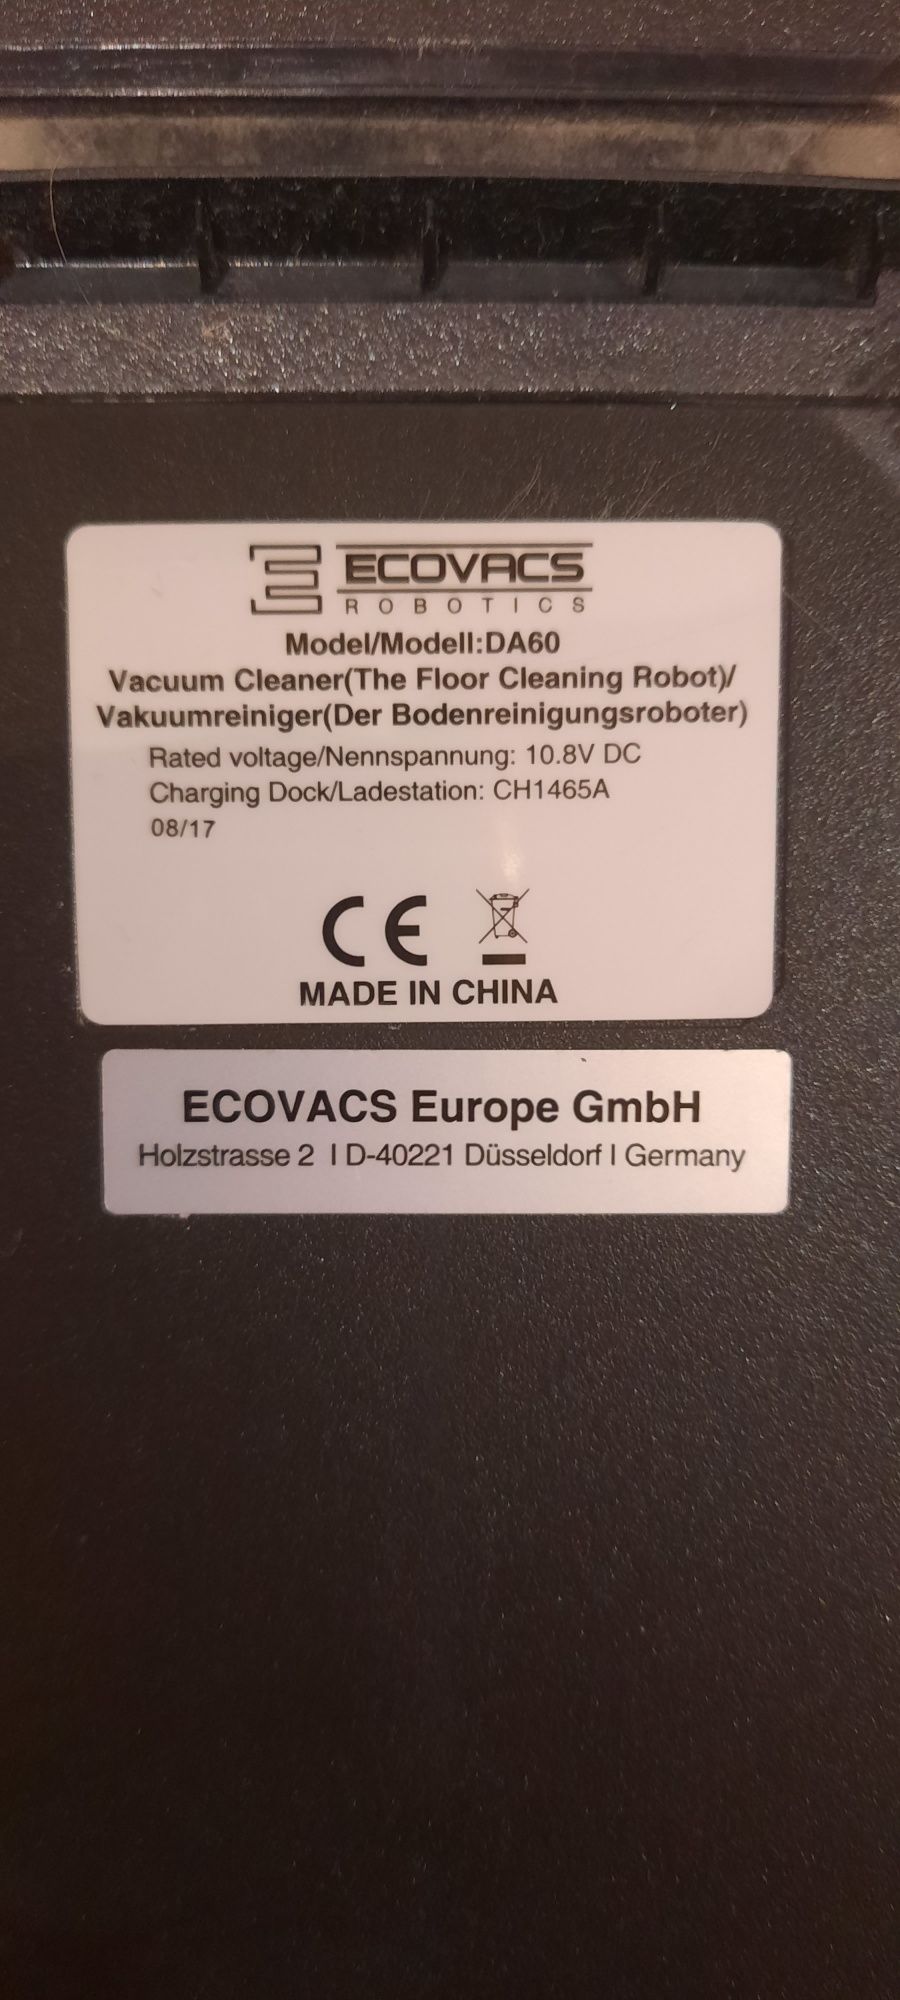 ECOVACS
ROBOTICS
Model/Modell:DA60
Vacuum Cleaner(The Floor Cleaning Robot)/
Vakuumreiniger(Der Bodenreinigungsroboter)
Rated voltage/Nennspannung: 10.8V DC
Charging Dock/Ladestation: CH1465A
08/17
CE
MADE IN CHINA
ECOVACS Europe GmbH
Holzstrasse 2 I D-40221 Düsseldorf I Germany